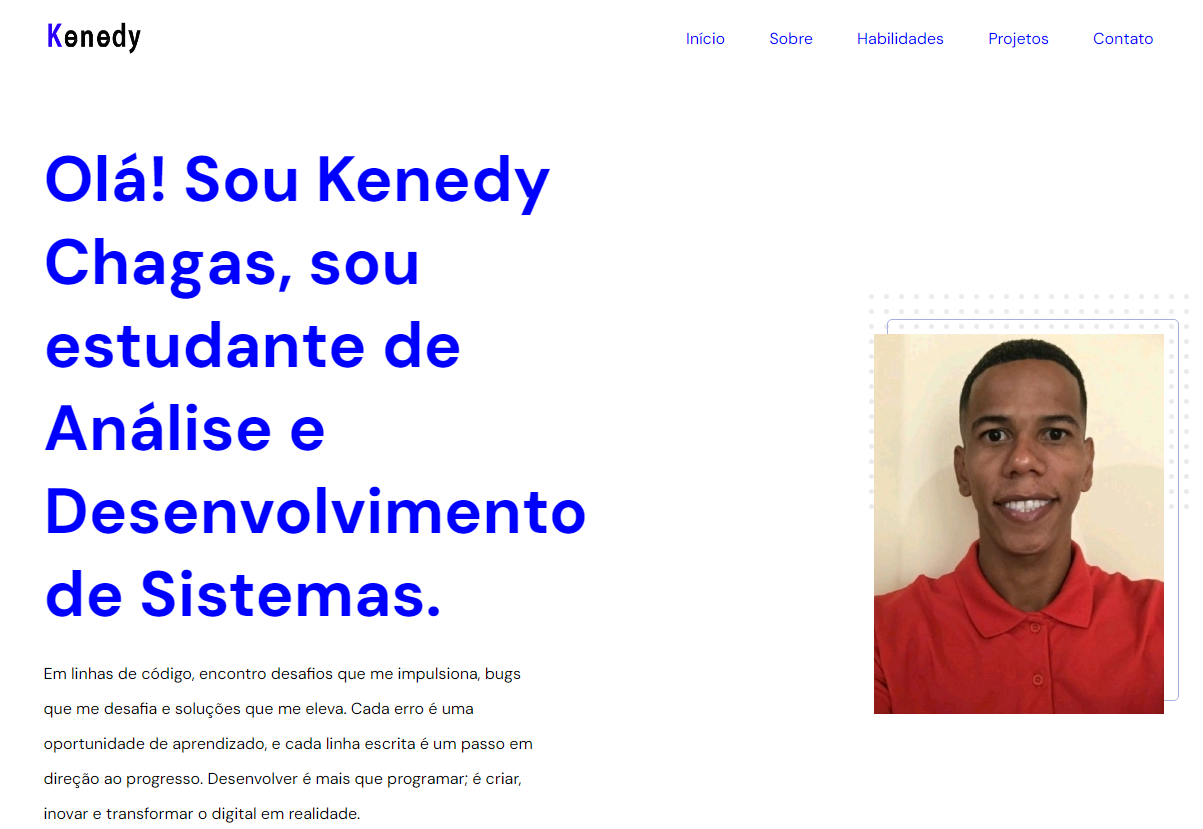 Kenedy
Início Sobre Habilidades Projetos Contato
Olá! Sou Kenedy
Chagas, sou
estudante de
Análise e
Desenvolvimento
de Sistemas.
Em linhas de código, encontro desafios que me impulsiona, bugs
que me desafia e soluções que me eleva. Cada erro é uma
oportunidade de aprendizado, e cada linha escrita é um passo em
direção ao progresso. Desenvolver é mais que programar; é criar,
inovar e transformar o digital em realidade.